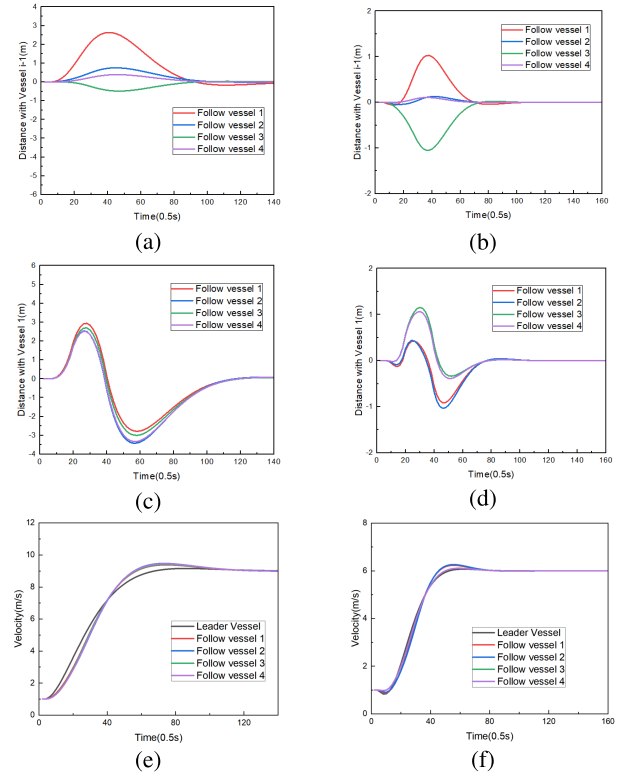 4
3
2
1
0
-1
-2
-3
-4
-5
-6
Distance with Vessel i-1(m)
Follow vessel 1
Follow vessel 2
Follow vessel 3
Follow vessel 4
0 20 40 60 80 100 120 140
Time(0.5s)
(a)
2
1
0
-1
-2
Distance with Vessel i-1(m)
Follow vessel 1
Follow vessel 2
Follow vessel 3
Follow vessel 4
0 20 40 60 80 100 120 140 160
Time(0.5s)
(b)
6
5
4
3
2
1
0
-1
-2
-3
-4
Distance with Vessel 1(m)
Follow vessel 1
Follow vessel 2
Follow vessel 3
Follow vessel 4
0 20 40 60 80 100 120 140
Time(0.5s)
(c)
2
1
0
-1
-2
Distance with Vessel 1(m)
Follow vessel 1
Follow vessel 2
Follow vessel 3
Follow vessel 4
0 20 40 60 80 100 120 140 160
Time(0.5s)
(d)
12
11
10
9
8
7
6
5
4
3
2
1
0
Velocity(m/s)
Leader Vessel
Follow vessel 1
Follow vessel 2
Follow vessel 3
Follow vessel 4
0 40 80 120
Time(0.5s)
(e)
8
6
4
2
0
Velocity(m/s)
Leader Vessel
Follow vessel 1
Follow vessel 2
Follow vessel 3
Follow vessel 4
0 40 80 120 160
Time(0.5s)
(f)